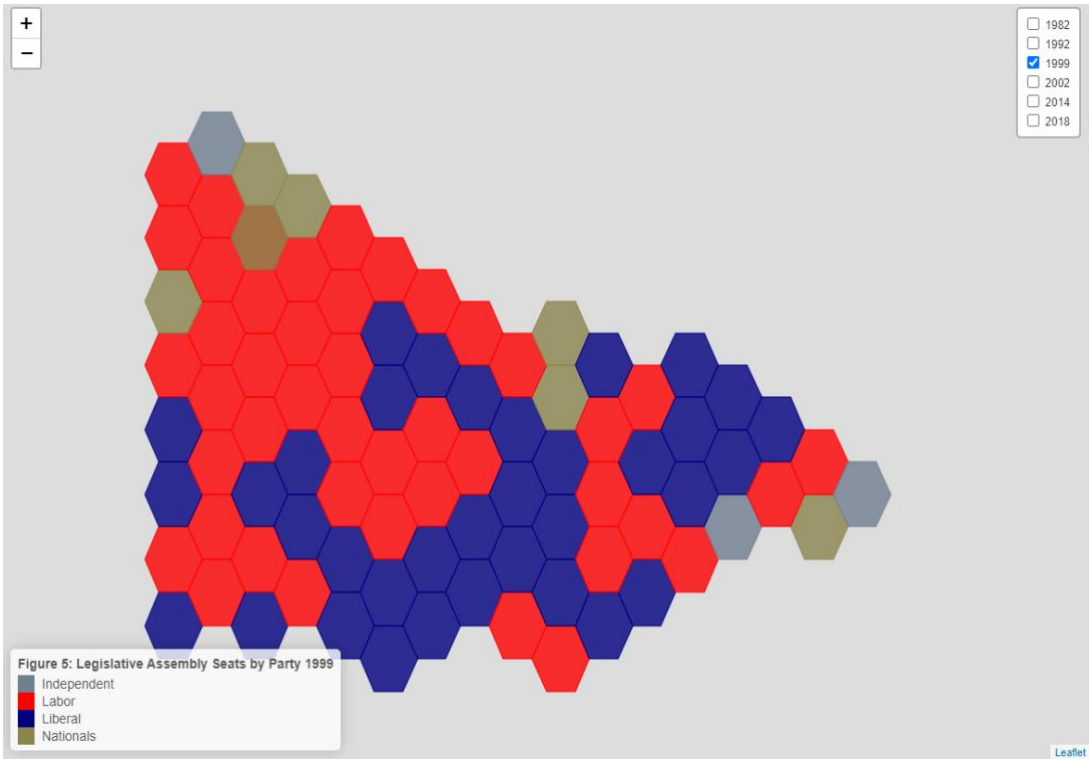 +
−
1982
1992
1999
2002
2014
2018
Figure 5: Legislative Assembly Seats by Party 1999
Independent
Labor
Liberal
Nationals
Leaflet